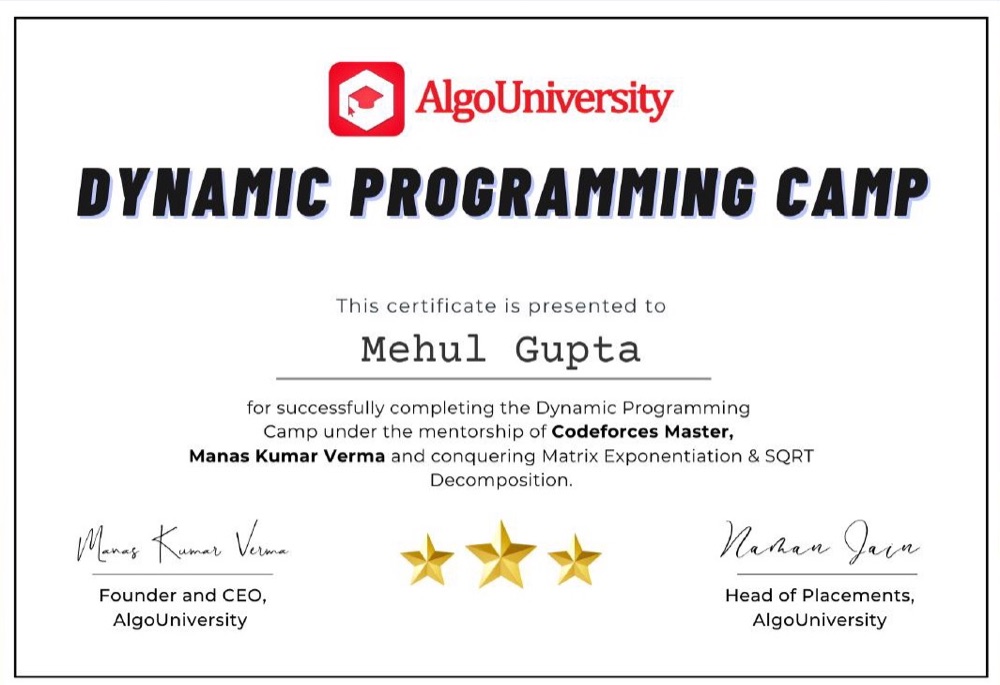 AlgoUniversity
DYNAMIC PROGRAMMING CAMP
This certificate is presented to
Mehul Gupta
for successfully completing the Dynamic Programming
Camp under the mentorship of Codeforces Master,
Manas Kumar Verma and conquering Matrix Exponentiation & SQRT
Decomposition.
Manas Kumar Verma
Founder and CEO,
AlgoUniversity
Naman Jain
Head of Placements,
AlgoUniversity